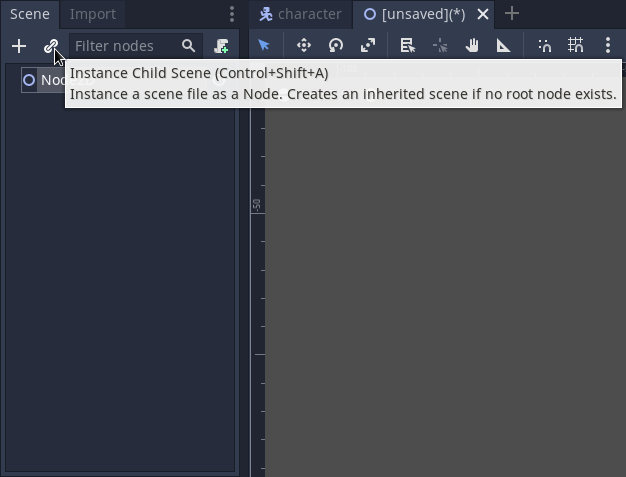 Scene Import
character [unsaved](*)
Filter nodes
Instance Child Scene (Control+Shift+A)
Instance a scene file as a Node. Creates an inherited scene if no root node exists.
-50